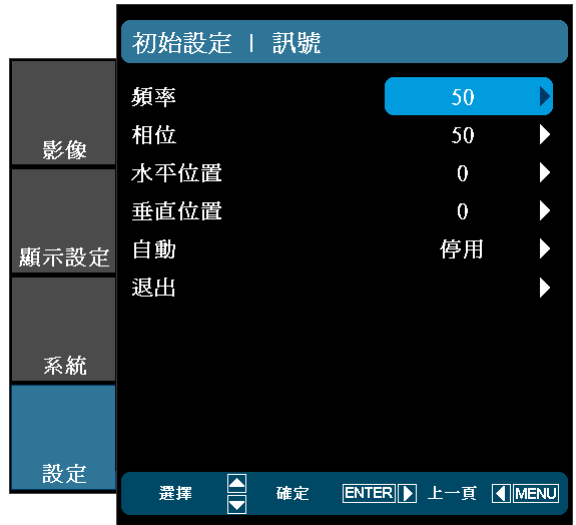 初始設定 | 訊號
影像
顯示設定
系統
設定
頻率 50
相位 50
水平位置 0
垂直位置 0
自動 停用
退出
選擇 確定 ENTER 上一頁 MENU